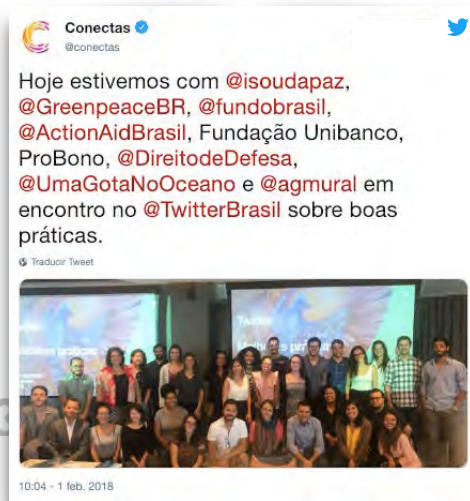 Conectas
@conectas
Hoje estivemos com @isoudapaz,
@GreenpeaceBR, @fundobrasil,
@ActionAidBrasil, Fundação Unibanco,
ProBono, @DireitodeDefesa,
@UmaGotaNoOceano e @agmural em
encontro no @TwitterBrasil sobre boas
práticas.
Traducir Tweet
Twitter
10:04 - 1 feb. 2018